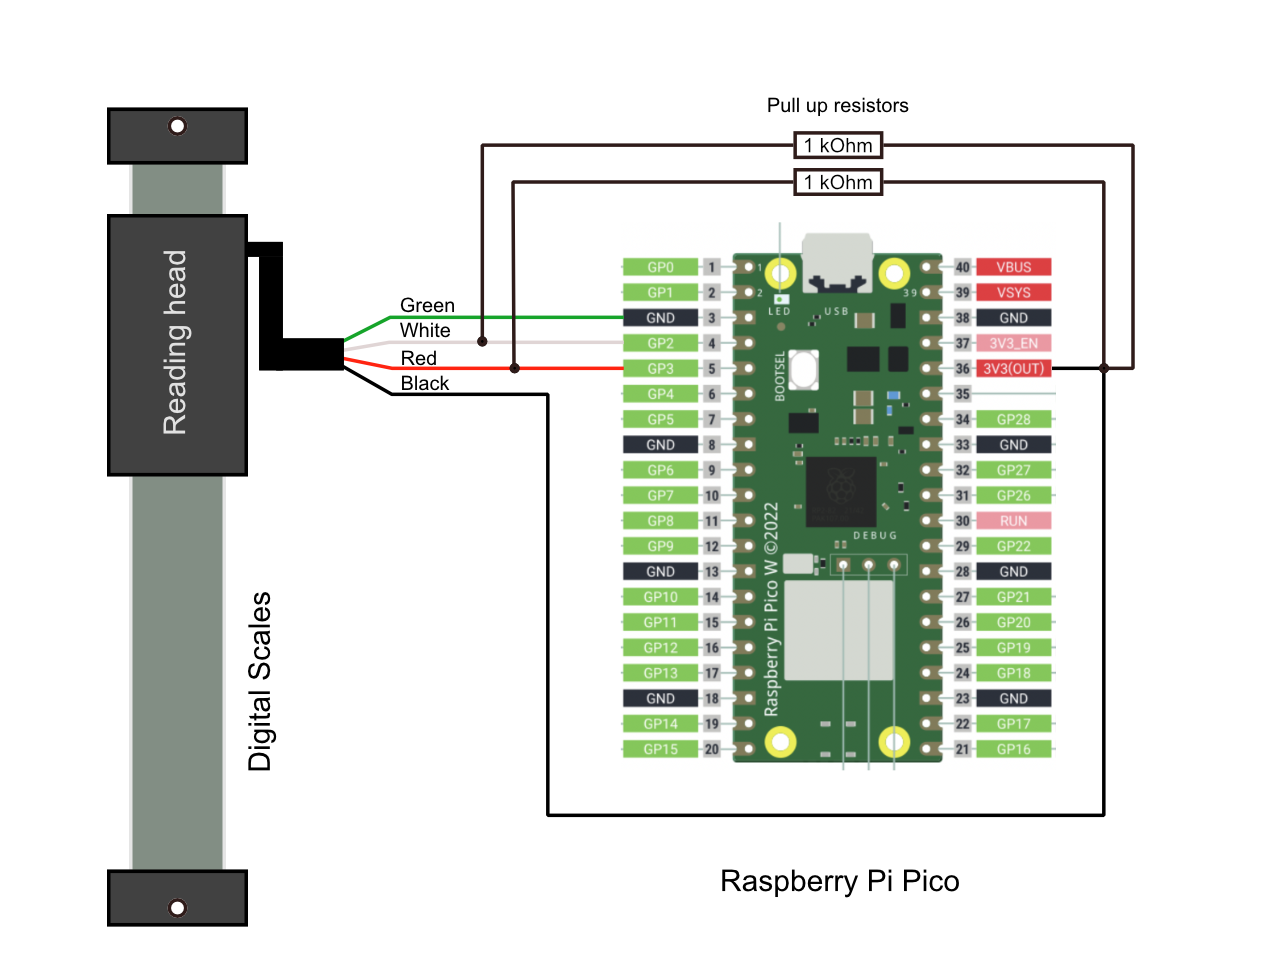 Pull up resistors
1 kOhm
1 kOhm
Reading head
Digital Scales
Green
White
Red
Black
GP0 1
GP1 2
GND 3
GP2 4
GP3 5
GP4 6
GP5 7
GND 8
GP6 9
GP7 10
GP8 11
GP9 12
GND 13
GP10 14
GP11 15
GP12 16
GP13 17
GND 18
GP14 19
GP15 20
1
2
39
LED
USB
BOOTSEL
DEBUG
Raspberry Pi Pico W ©2022
40 VBUS
39 VSYS
38 GND
37 3V3_EN
36 3V3(OUT)
35
34 GP28
33 GND
32 GP27
31 GP26
30 RUN
29 GP22
28 GND
27 GP21
26 GP20
25 GP19
24 GP18
23 GND
22 GP17
21 GP16
Raspberry Pi Pico